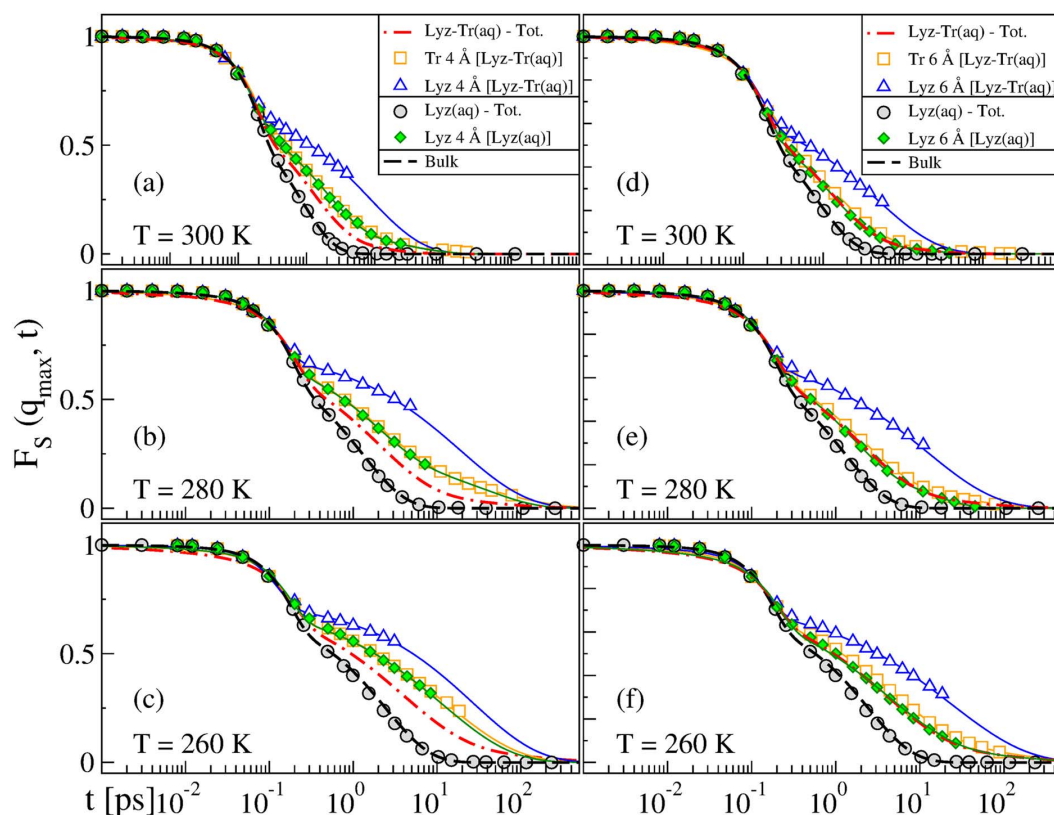 Lyz-Tr(aq) - Tot.
Tr 4 Å [Lyz-Tr(aq)]
Lyz 4 Å [Lyz-Tr(aq)]
Lyz(aq) - Tot.
Lyz 4 Å [Lyz(aq)]
Bulk
Lyz-Tr(aq) - Tot.
Tr 6 Å [Lyz-Tr(aq)]
Lyz 6 Å [Lyz-Tr(aq)]
Lyz(aq) - Tot.
Lyz 6 Å [Lyz(aq)]
Bulk
1
0.5
0
(a)
T = 300 K
(d)
T = 300 K
1
0.5
0
(b)
T = 280 K
(e)
T = 280 K
1
0.5
0
(c)
T = 260 K
(f)
T = 260 K
F_S (q_max, t)
t [ps] 10^-2 10^-1 10^0 10^1 10^2
10^-2 10^-1 10^0 10^1 10^2